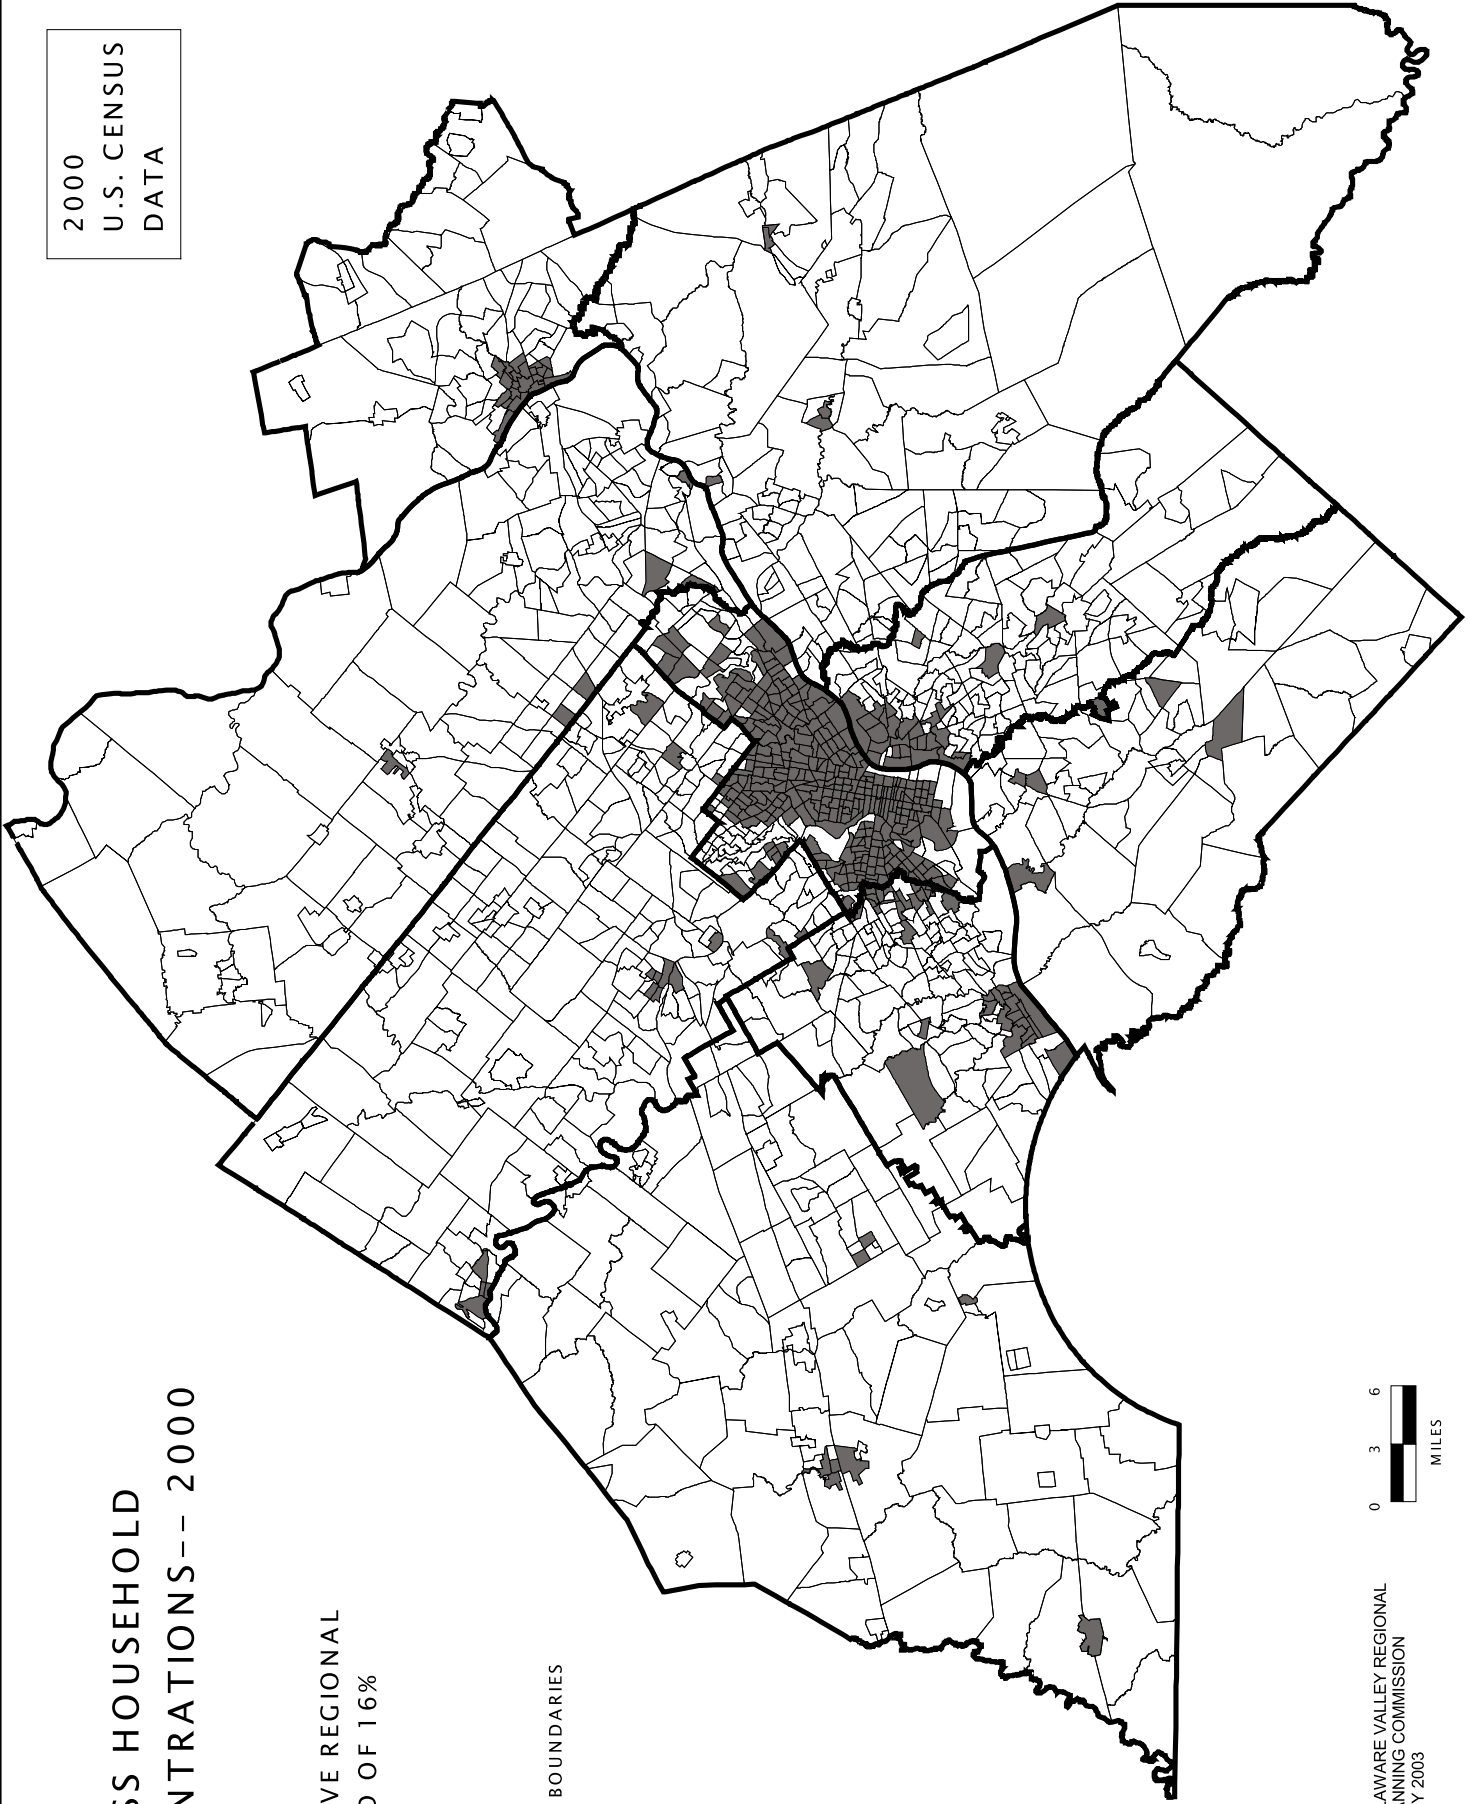 SS HOUSEHOLD
NTRATIONS-- 2000
VE REGIONAL
D OF 16%
BOUNDARIES
2000
U.S. CENSUS
DATA
0 3 6
MILES
AWARE VALLEY REGIONAL
ANNING COMMISSION
Y 2003